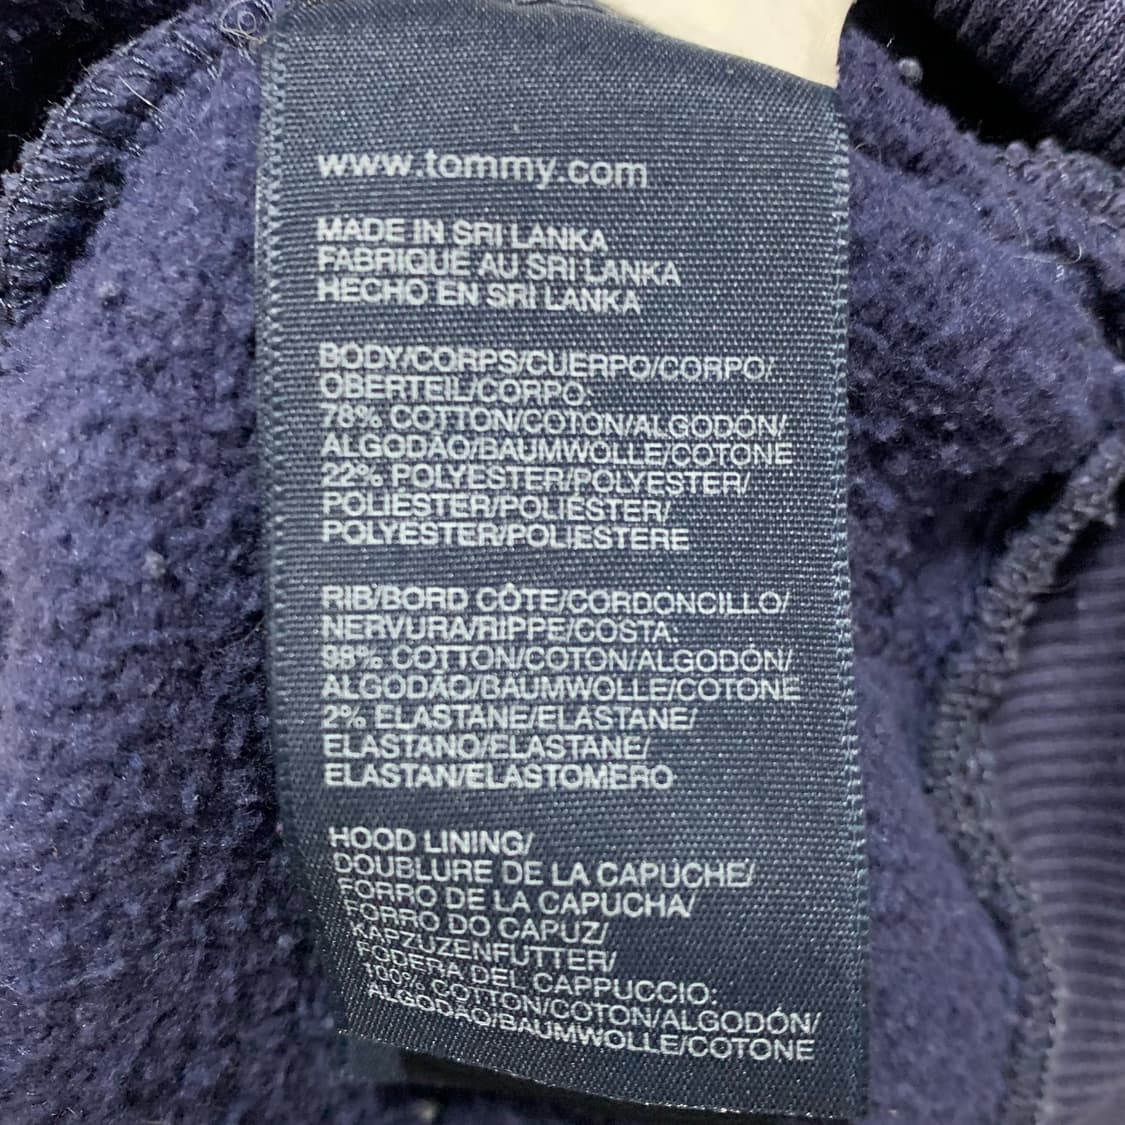 www.tommy.com
MADE IN SRI LANKA
FABRIQUE AU SRI LANKA
HECHO EN SRI LANKA
BODY/CORPS/CUERPO/CORPO/
OBERTEIL/CORPO:
78% COTTON/COTON/ALGODÓN/
ALGODÃO/BAUMWOLLE/COTONE
22% POLYESTER/POLYESTER/
POLIÉSTER/POLIÉSTER/
POLYESTER/POLIESTERE
RIB/BORD CÔTE/CORDONCILLO/
NERVURA/RIPPE/COSTA:
98% COTTON/COTON/ALGODÓN/
ALGODÃO/BAUMWOLLE/COTONE
2% ELASTANE/ELASTANE/
ELASTANO/ELASTANE/
ELASTAN/ELASTOMERO
HOOD LINING/
DOUBLURE DE LA CAPUCHE/
FORRO DE LA CAPUCHA/
FORRO DO CAPUZ/
KAPZUZENFUTTER/
FODERA DEL CAPPUCCIO:
100% COTTON/COTON/ALGODÓN/
ALGODÃO/BAUMWOLLE/COTONE